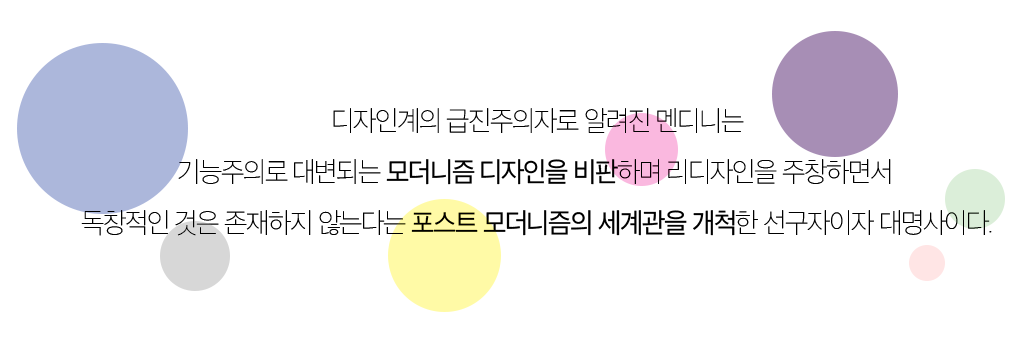 디자인계의 급진주의자로 알려진 멘디니는
기능주의로 대변되는 모더니즘 디자인을 비판하며 리디자인을 주창하면서
독창적인 것은 존재하지 않는다는 포스트 모더니즘의 세계관을 개척한 선구자이자 대명사이다.